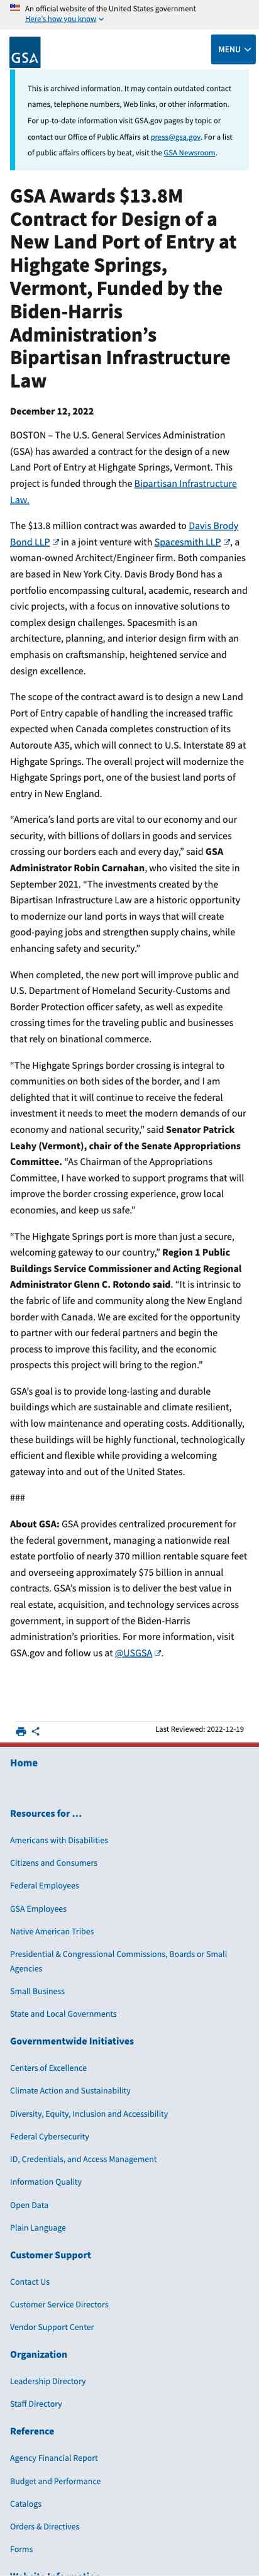 An official website of the United States government
Here's how you know
GSA
MENU
This is archived information. It may contain outdated contact
names, telephone numbers, Web links, or other information.
For up-to-date information visit GSA.gov pages by topic or
contact our Office of Public Affairs at press@gsa.gov. For a list
of public affairs officers by beat, visit the GSA Newsroom.
GSA Awards $13.8M
Contract for Design of a
New Land Port of Entry at
Highgate Springs,
Vermont, Funded by the
Biden-Harris
Administration's
Bipartisan Infrastructure
Law
December 12, 2022
BOSTON – The U.S. General Services Administration
(GSA) has awarded a contract for the design of a new
Land Port of Entry at Highgate Springs, Vermont. This
project is funded through the Bipartisan Infrastructure
Law.
The $13.8 million contract was awarded to Davis Brody
Bond LLP in a joint venture with Spacesmith LLP, a
woman-owned Architect/Engineer firm. Both companies
are based in New York City. Davis Brody Bond has a
portfolio encompassing cultural, academic, research and
civic projects, with a focus on innovative solutions to
complex design challenges. Spacesmith is an
architecture, planning, and interior design firm with an
emphasis on craftsmanship, heightened service and
design excellence.
The scope of the contract award is to design a new Land
Port of Entry capable of handling the increased traffic
expected when Canada completes construction of its
Autoroute A35, which will connect to U.S. Interstate 89 at
Highgate Springs. The overall project will modernize the
Highgate Springs port, one of the busiest land ports of
entry in New England.
“America's land ports are vital to our economy and our
security, with billions of dollars in goods and services
crossing our borders each and every day,” said GSA
Administrator Robin Carnahan, who visited the site in
September 2021. “The investments created by the
Bipartisan Infrastructure Law are a historic opportunity
to modernize our land ports in ways that will create
good-paying jobs and strengthen supply chains, while
enhancing safety and security.”
When completed, the new port will improve public and
U.S. Department of Homeland Security-Customs and
Border Protection officer safety, as well as expedite
crossing times for the traveling public and businesses
that rely on binational commerce.
“The Highgate Springs border crossing is integral to
communities on both sides of the border, and I am
delighted that it will continue to receive the federal
investment it needs to meet the modern demands of our
economy and national security,” said Senator Patrick
Leahy (Vermont), chair of the Senate Appropriations
Committee. “As Chairman of the Appropriations
Committee, I have worked to support programs that will
improve the border crossing experience, grow local
economies, and keep us safe.”
“The Highgate Springs port is more than just a secure,
welcoming gateway to our country,” Region 1 Public
Buildings Service Commissioner and Acting Regional
Administrator Glenn C. Rotondo said. “It is intrinsic to
the fabric of life and community along the New England
border with Canada. We are excited for the opportunity
to partner with our federal partners and begin the
process to improve this facility, and the economic
prospects this project will bring to the region.”
GSA's goal is to provide long-lasting and durable
buildings which are sustainable and climate resilient,
with low maintenance and operating costs. Additionally,
these buildings will be highly functional, technologically
efficient and flexible while providing a welcoming
gateway into and out of the United States.
###
About GSA: GSA provides centralized procurement for
the federal government, managing a nationwide real
estate portfolio of nearly 370 million rentable square feet
and overseeing approximately $75 billion in annual
contracts. GSA's mission is to deliver the best value in
real estate, acquisition, and technology services across
government, in support of the Biden-Harris
administration's priorities. For more information, visit
GSA.gov and follow us at @USGSA.
Last Reviewed: 2022-12-19
Home
Resources for …
Americans with Disabilities
Citizens and Consumers
Federal Employees
GSA Employees
Native American Tribes
Presidential & Congressional Commissions, Boards or Small
Agencies
Small Business
State and Local Governments
Governmentwide Initiatives
Centers of Excellence
Climate Action and Sustainability
Diversity, Equity, Inclusion and Accessibility
Federal Cybersecurity
ID, Credentials, and Access Management
Information Quality
Open Data
Plain Language
Customer Support
Contact Us
Customer Service Directors
Vendor Support Center
Organization
Leadership Directory
Staff Directory
Reference
Agency Financial Report
Budget and Performance
Catalogs
Orders & Directives
Forms